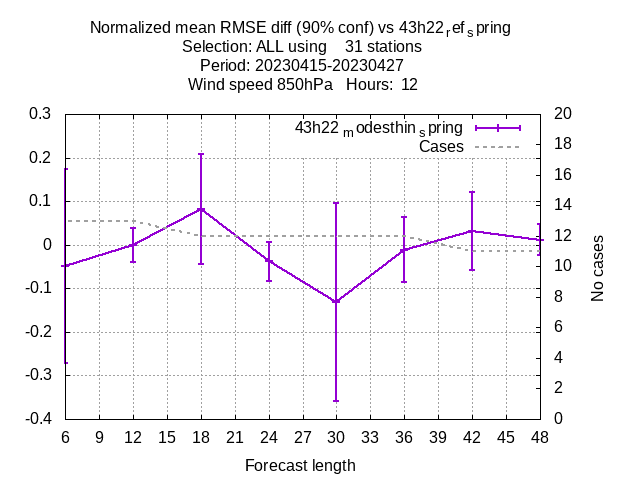 Normalized mean RMSE diff (90% conf) vs 43h22refspring
Selection: ALL using 31 stations
Period: 20230415-20230427
Wind speed 850hPa Hours: 12
43h22modesthinspring
Cases
0.3
0.2
0.1
0
-0.1
-0.2
-0.3
-0.4
20
18
16
14
12
10
8
6
4
2
0
No cases
6 9 12 15 18 21 24 27 30 33 36 39 42 45 48
Forecast length